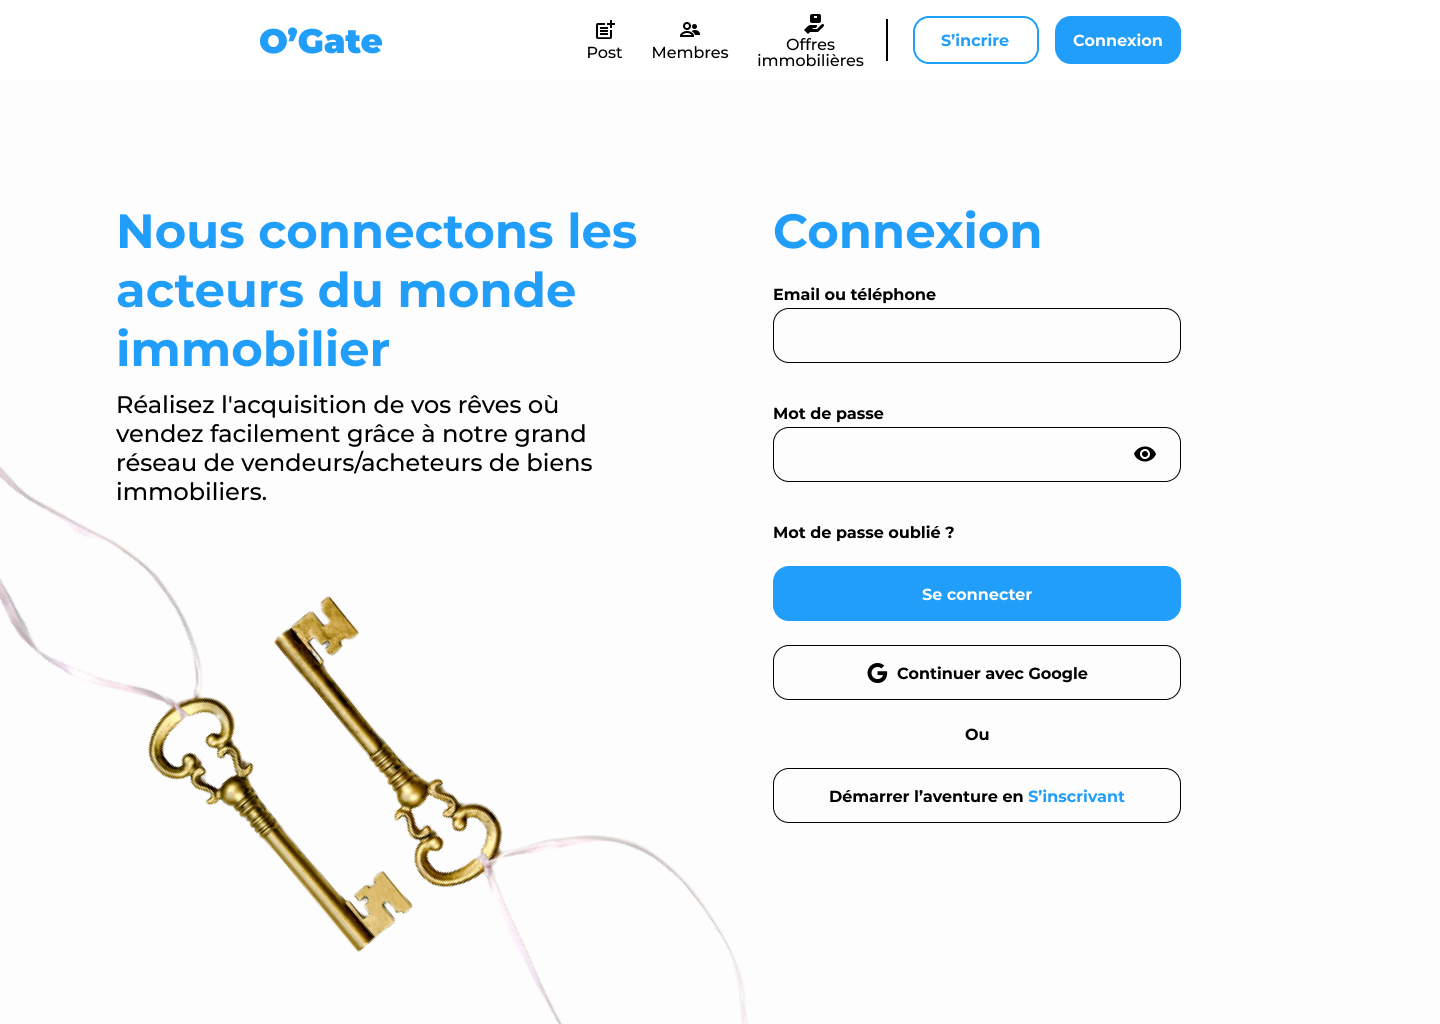 O’Gate
Post
Membres
Offres
immobilières
S’incrire
Connexion
Nous connectons les
acteurs du monde
immobilier
Réalisez l'acquisition de vos rêves où
vendez facilement grâce à notre grand
réseau de vendeurs/acheteurs de biens
immobiliers.
Connexion
Email ou téléphone
Mot de passe
Mot de passe oublié ?
Se connecter
Continuer avec Google
Ou
Démarrer l’aventure en S’inscrivant